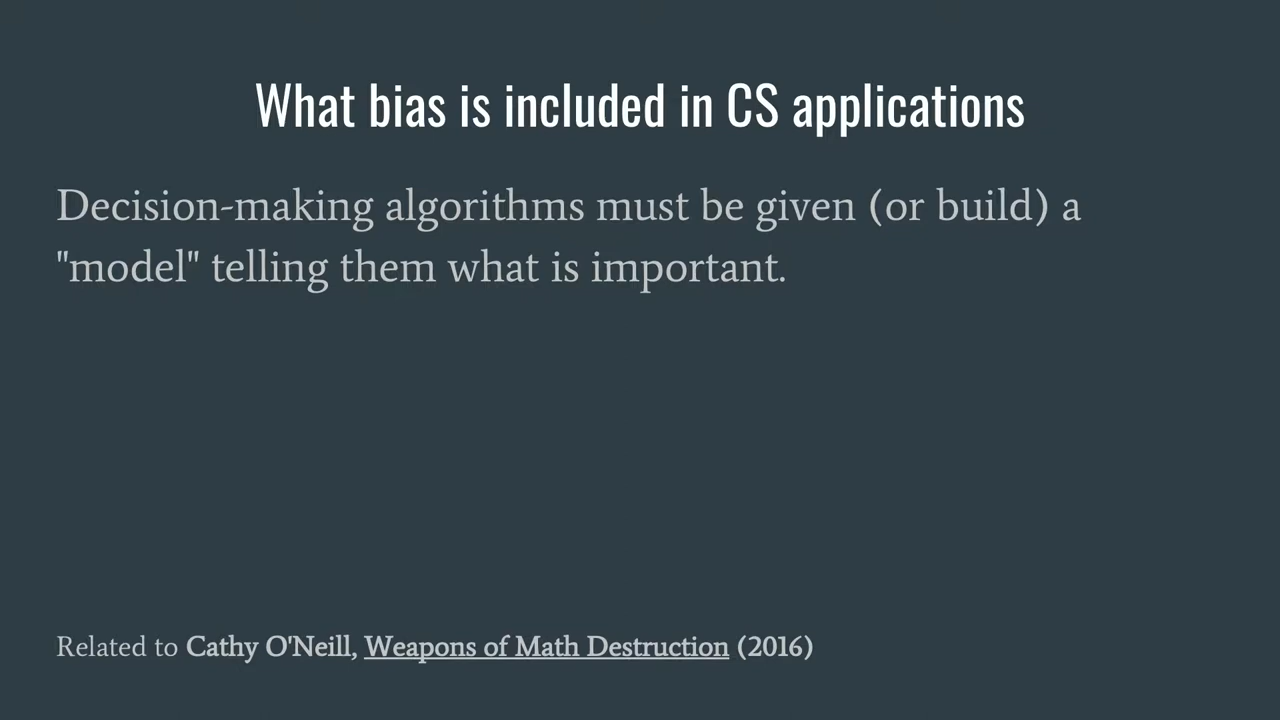 What bias is included in CS applications
Decision-making algorithms must be given (or build) a
"model" telling them what is important.
Related to Cathy O'Neill, Weapons of Math Destruction (2016)